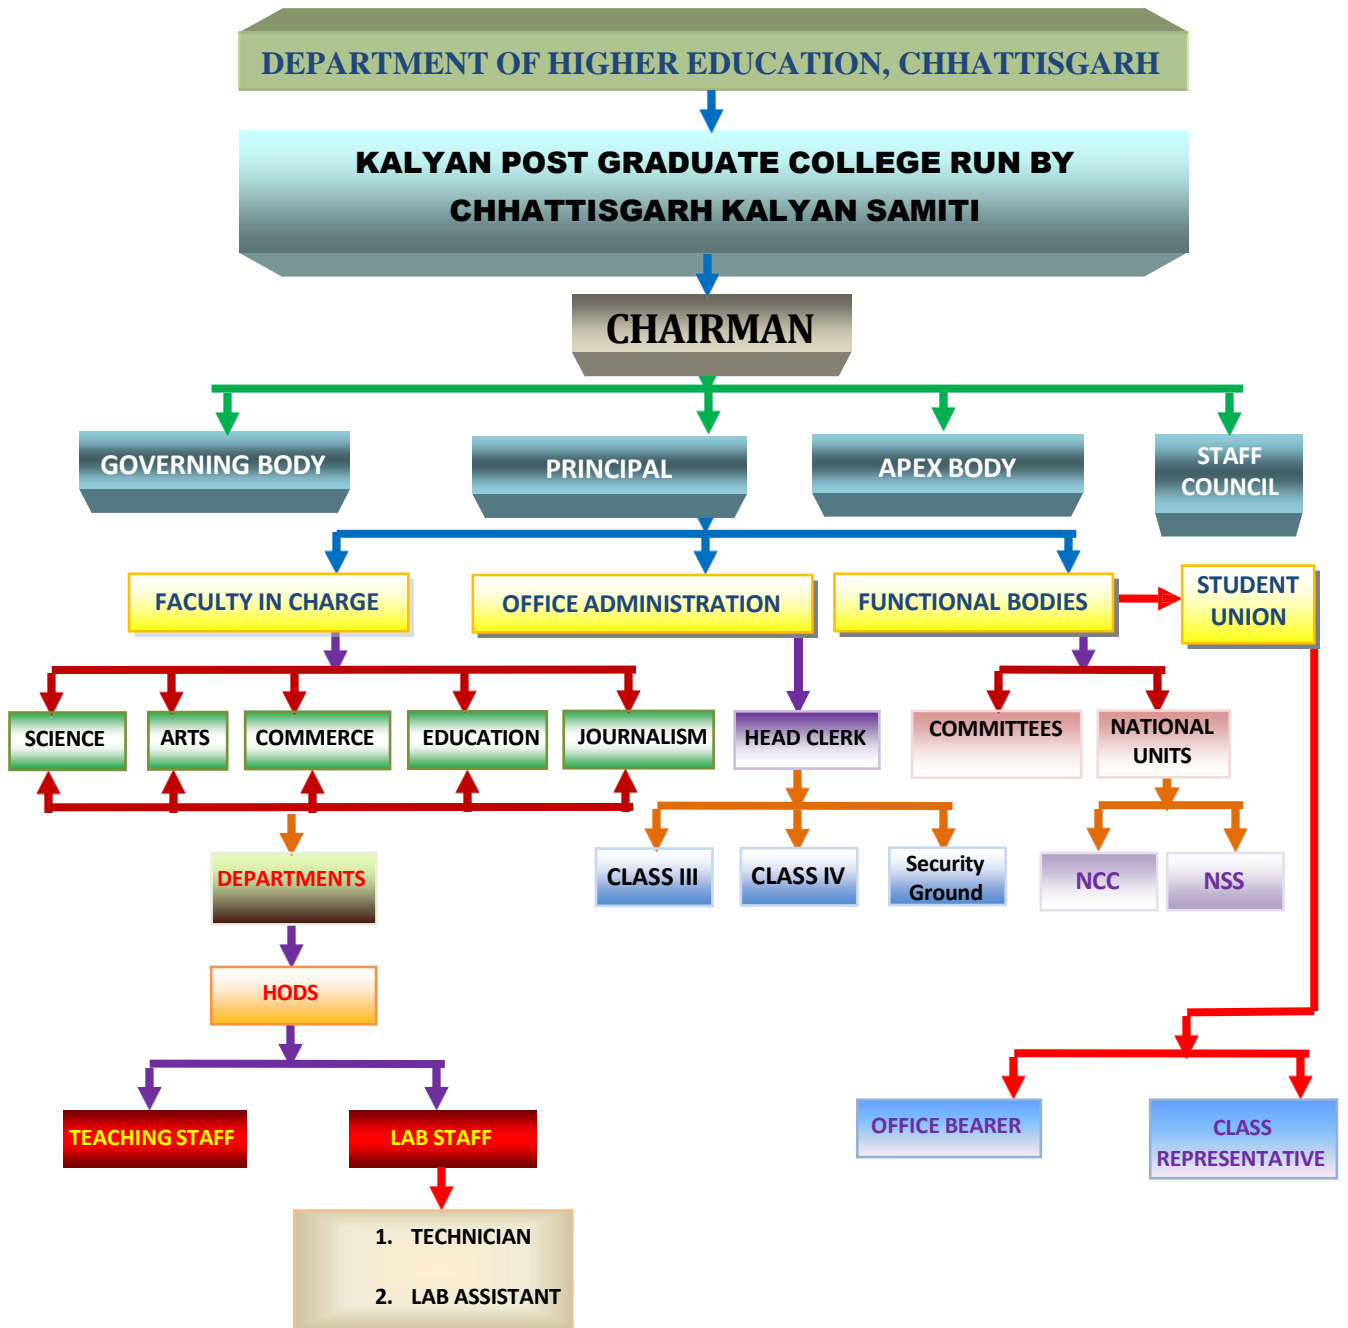 DEPARTMENT OF HIGHER EDUCATION, CHHATTISGARH
KALYAN POST GRADUATE COLLEGE RUN BY
CHHATTISGARH KALYAN SAMITI
CHAIRMAN
GOVERNING BODY
PRINCIPAL
APEX BODY
STAFF
COUNCIL
FACULTY IN CHARGE
OFFICE ADMINISTRATION
FUNCTIONAL BODIES
STUDENT
UNION
SCIENCE
ARTS
COMMERCE
EDUCATION
JOURNALISM
HEAD CLERK
COMMITTEES
NATIONAL
UNITS
DEPARTMENTS
CLASS III
CLASS IV
Security
Ground
NCC
NSS
HODS
TEACHING STAFF
LAB STAFF
OFFICE BEARER
CLASS
REPRESENTATIVE
1. TECHNICIAN
2. LAB ASSISTANT